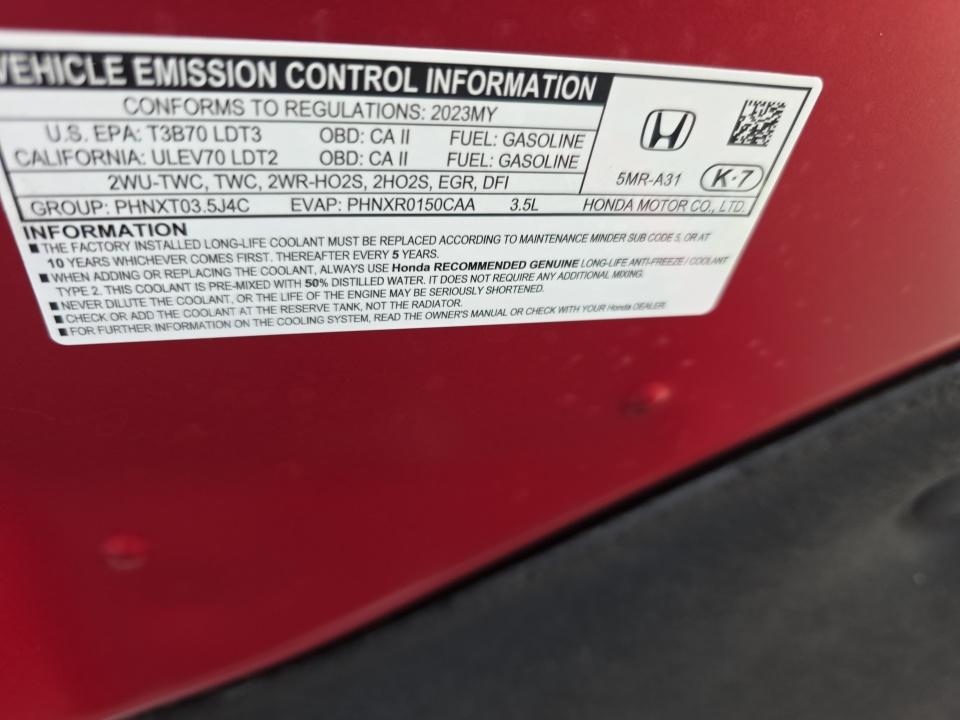 VEHICLE EMISSION CONTROL INFORMATION
CONFORMS TO REGULATIONS: 2023MY
U.S. EPA: T3B70 LDT3 OBD: CA II FUEL: GASOLINE
CALIFORNIA: ULEV70 LDT2 OBD: CA II FUEL: GASOLINE
2WU-TWC, TWC, 2WR-HO2S, 2HO2S, EGR, DFI
5MR-A31 K-7
GROUP: PHNXT03.5J4C EVAP: PHNXR0150CAA 3.5L HONDA MOTOR CO., LTD.
INFORMATION
■ THE FACTORY INSTALLED LONG-LIFE COOLANT MUST BE REPLACED ACCORDING TO MAINTENANCE MINDER SUB CODE 5, OR AT
10 YEARS WHICHEVER COMES FIRST. THEREAFTER EVERY 5 YEARS.
■ WHEN ADDING OR REPLACING THE COOLANT, ALWAYS USE Honda RECOMMENDED GENUINE LONG-LIFE ANTI-FREEZE / COOLANT
TYPE 2. THIS COOLANT IS PRE-MIXED WITH 50% DISTILLED WATER. IT DOES NOT REQUIRE ANY ADDITIONAL MIXING.
■ NEVER DILUTE THE COOLANT, OR THE LIFE OF THE ENGINE MAY BE SERIOUSLY SHORTENED.
■ CHECK OR ADD THE COOLANT AT THE RESERVE TANK, NOT THE RADIATOR.
■ FOR FURTHER INFORMATION ON THE COOLING SYSTEM, READ THE OWNER'S MANUAL OR CHECK WITH YOUR Honda DEALER.